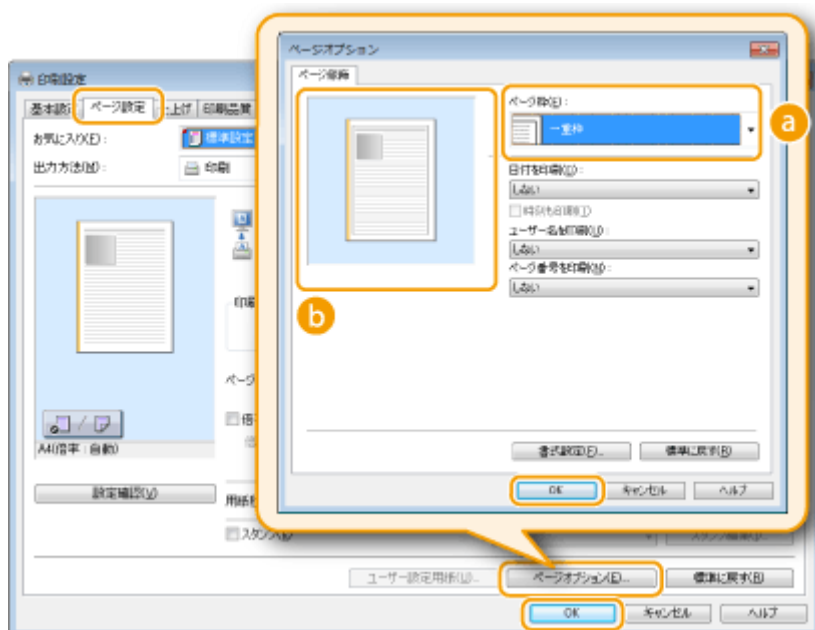 印刷設定
基本設定
ページ設定
上げ
印刷品質
お気に入り(F):
標準設定
出力方法(M):
印刷
A4(倍率:自動)
設定確認(V)
ユーザー設定用紙(U)...
ページオプション(E)...
標準に戻す(R)
OK
キャンセル
ヘルプ
ページオプション
ページ修飾
ページ枠(E):
一重枠
a
日付を印刷(D):
しない
時刻も印刷(T)
ユーザー名を印刷(U):
しない
ページ番号を印刷(N):
しない
b
書式設定(F)...
標準に戻す(R)
OK
キャンセル
ヘルプ